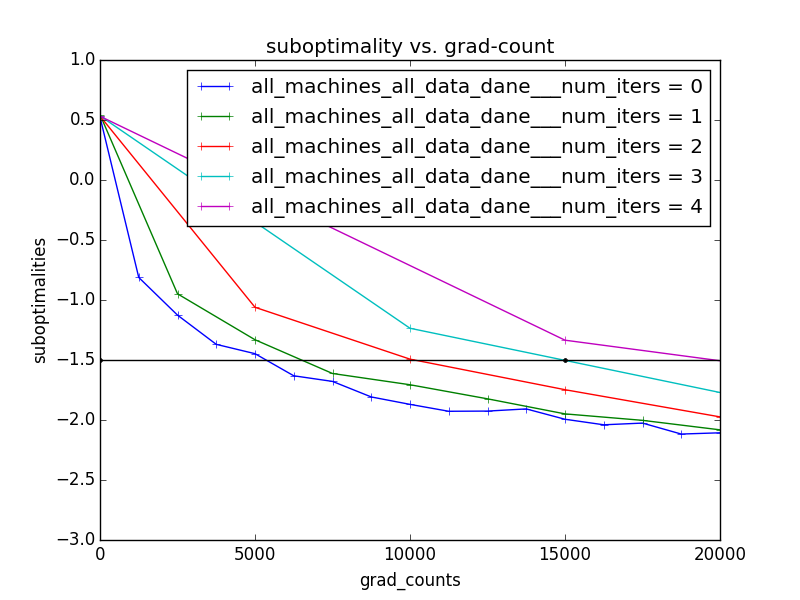 suboptimality vs. grad-count
1.0
0.5
0.0
−0.5
−1.0
−1.5
−2.0
−2.5
−3.0
suboptimalities
all_machines_all_data_dane___num_iters = 0
all_machines_all_data_dane___num_iters = 1
all_machines_all_data_dane___num_iters = 2
all_machines_all_data_dane___num_iters = 3
all_machines_all_data_dane___num_iters = 4
0 5000 10000 15000 20000
grad_counts